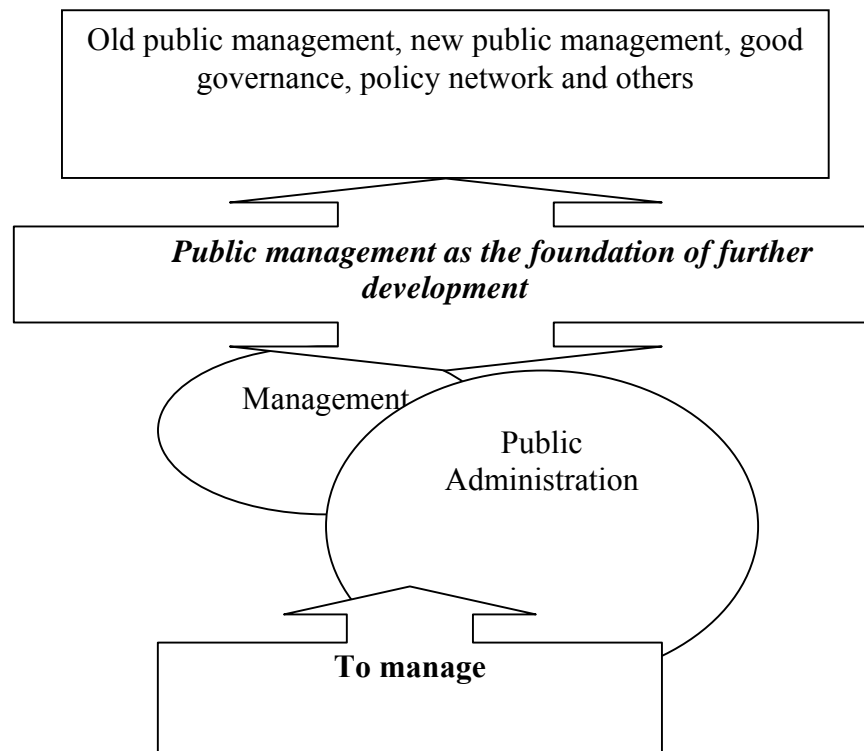 Old public management, new public management, good
governance, policy network and others
Public management as the foundation of further
development
Management
Public
Administration
To manage